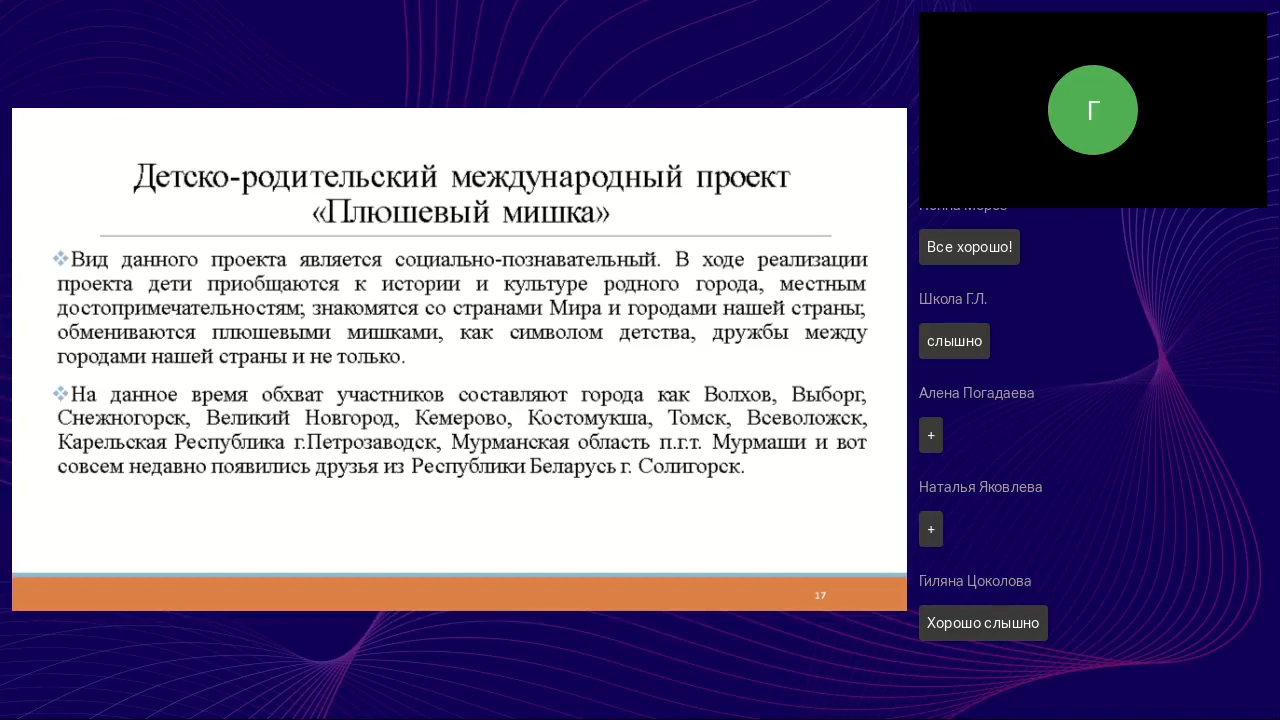 Детско-родительский международный проект
«Плюшевый мишка»
Вид данного проекта является социально-познавательный. В ходе реализации
проекта дети приобщаются к истории и культуре родного города, местным
достопримечательностям; знакомятся со странами Мира и городами нашей страны;
обмениваются плюшевыми мишками, как символом детства, дружбы между
городами нашей страны и не только.
На данное время обхват участников составляют города как Волхов, Выборг,
Снежногорск, Великий Новгород, Кемерово, Костомукша, Томск, Всеволожск,
Карельская Республика г.Петрозаводск, Мурманская область п.г.т. Мурмаши и вот
совсем недавно появились друзья из Республики Беларусь г. Солигорск.
17
Г
Все хорошо!
Школа Г.Л.
слышно
Алена Погадаева
+
Наталья Яковлева
+
Гиляна Цоколова
Хорошо слышно